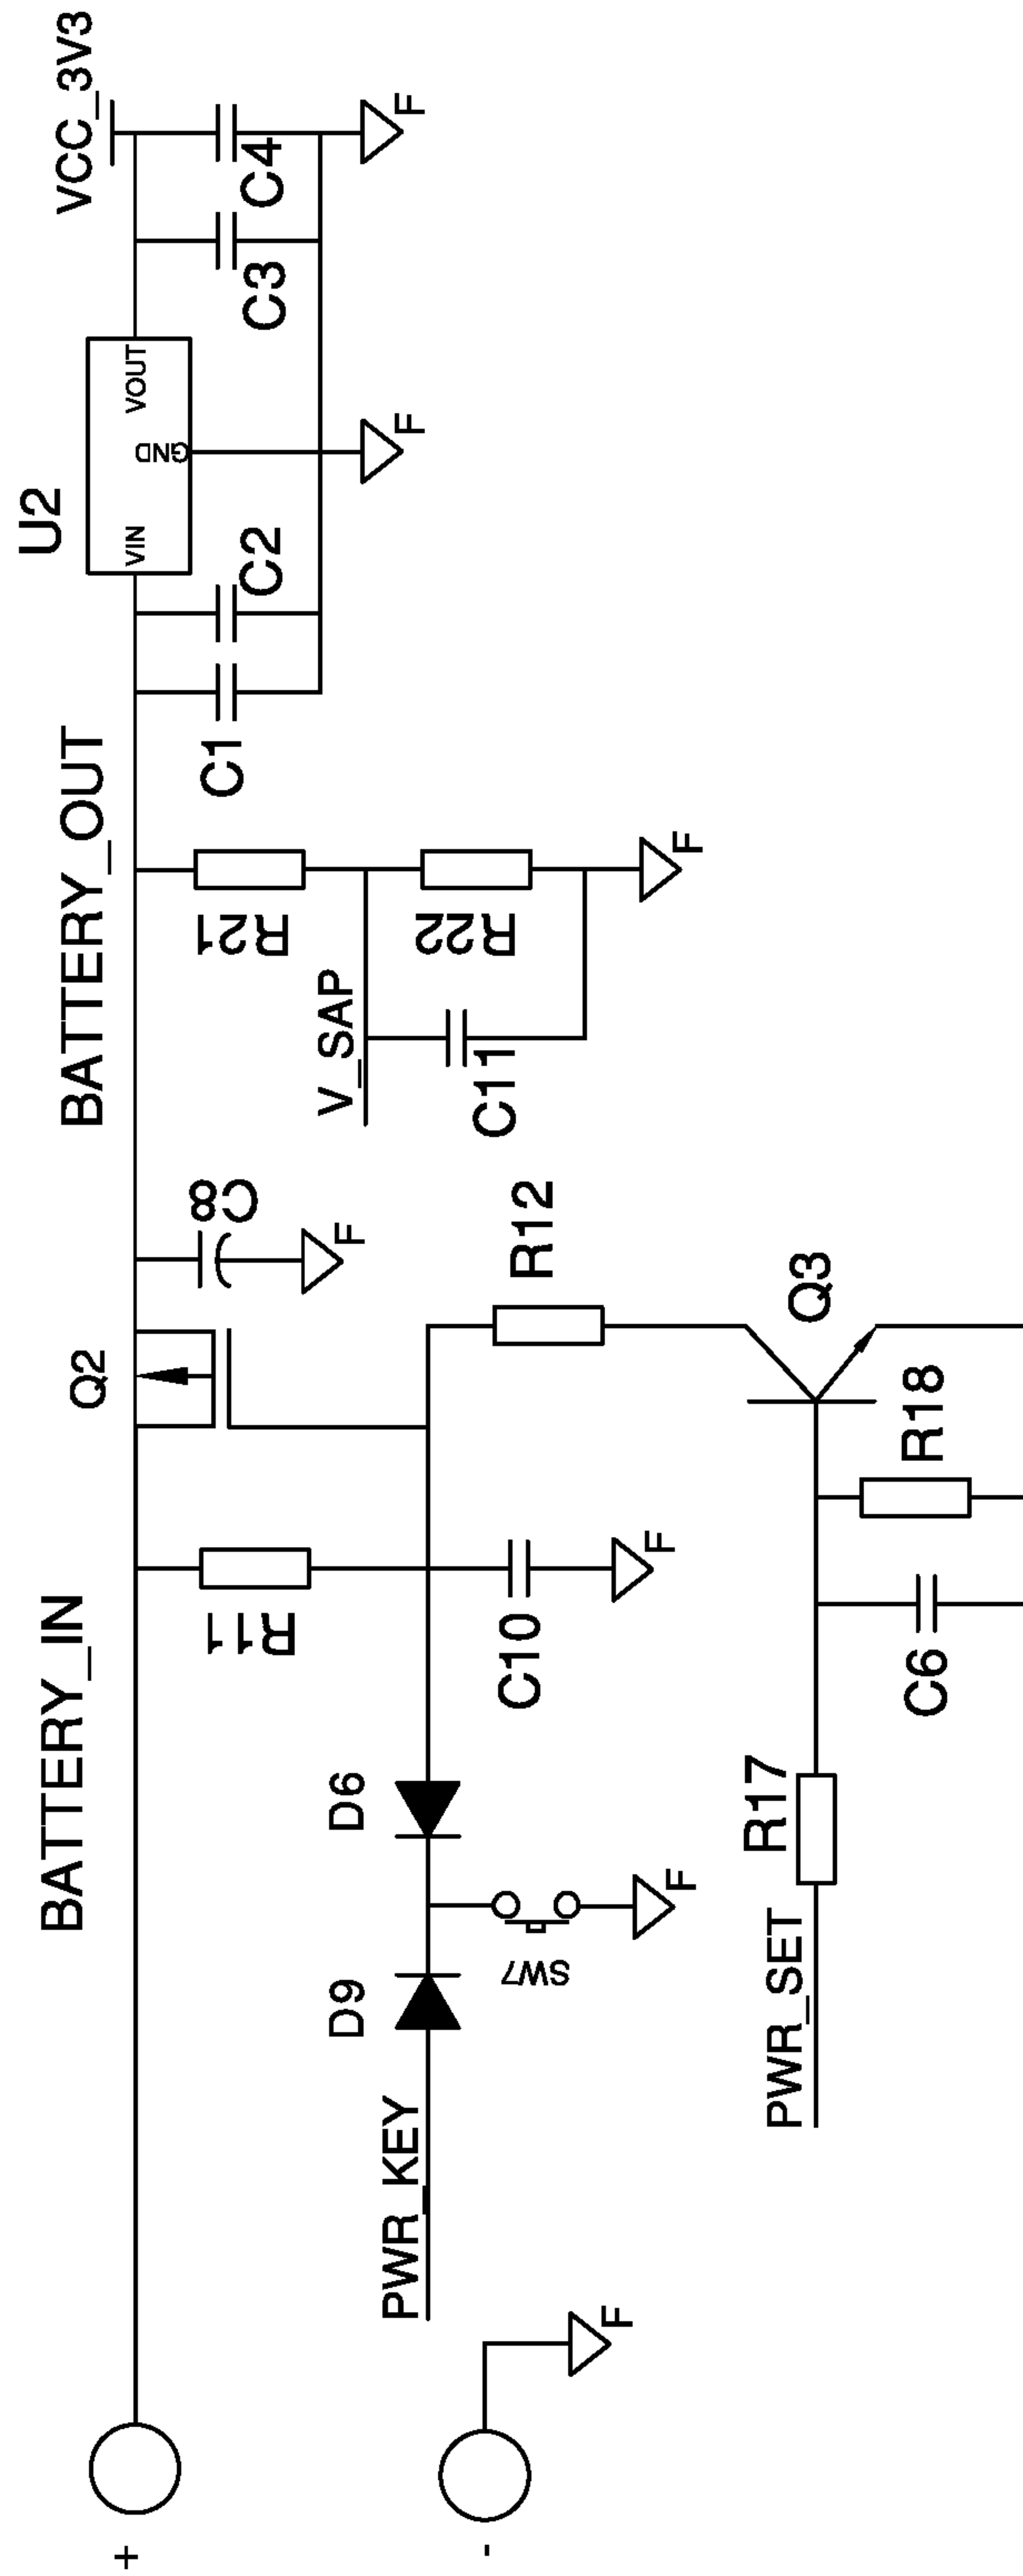 BATTERY_IN
BATTERY_OUT
VCC_3V3
U2
VIN
GND
VOUT
Q2
C8
C1
C2
C3
C4
R11
R21
V_SAP
R22
C11
D9
D6
PWR_KEY
SW7
C10
R12
Q3
PWR_SET
R17
C6
R18
+
-
F
F
F
F
F
F
F